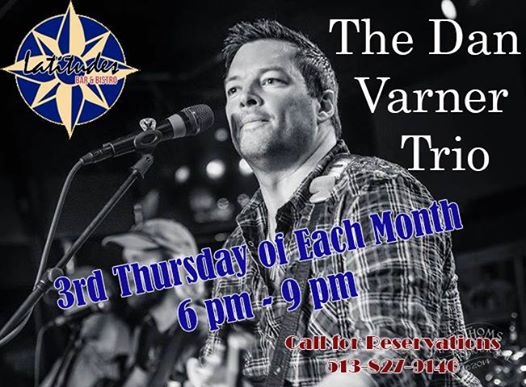 Latitudes
BAR & BISTRO
The Dan
Varner
Trio
3rd Thursday of Each Month
6 pm - 9 pm
Call for Reservations
513-827-9146